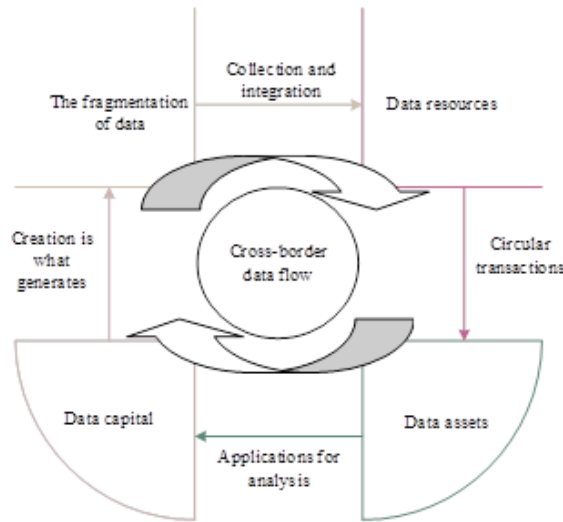 Collection and
integration
The fragmentation
of data
Data resources
Creation is
what
generates
Cross-border
data flow
Circular
transactions
Data capital
Data assets
Applications for
analysis